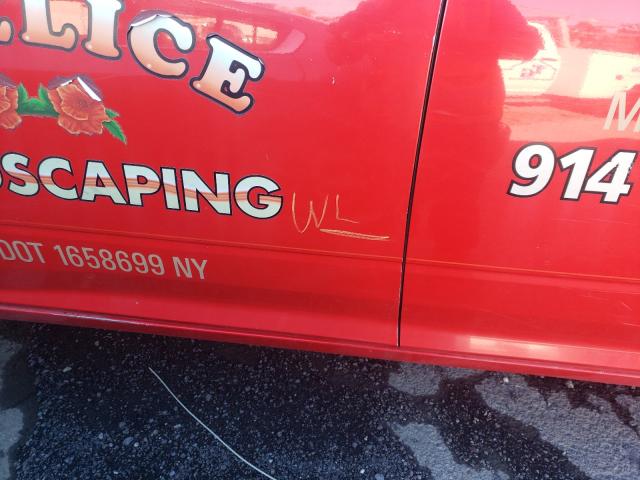 LLICE
SCAPING WL
DOT 1658699 NY
M
914